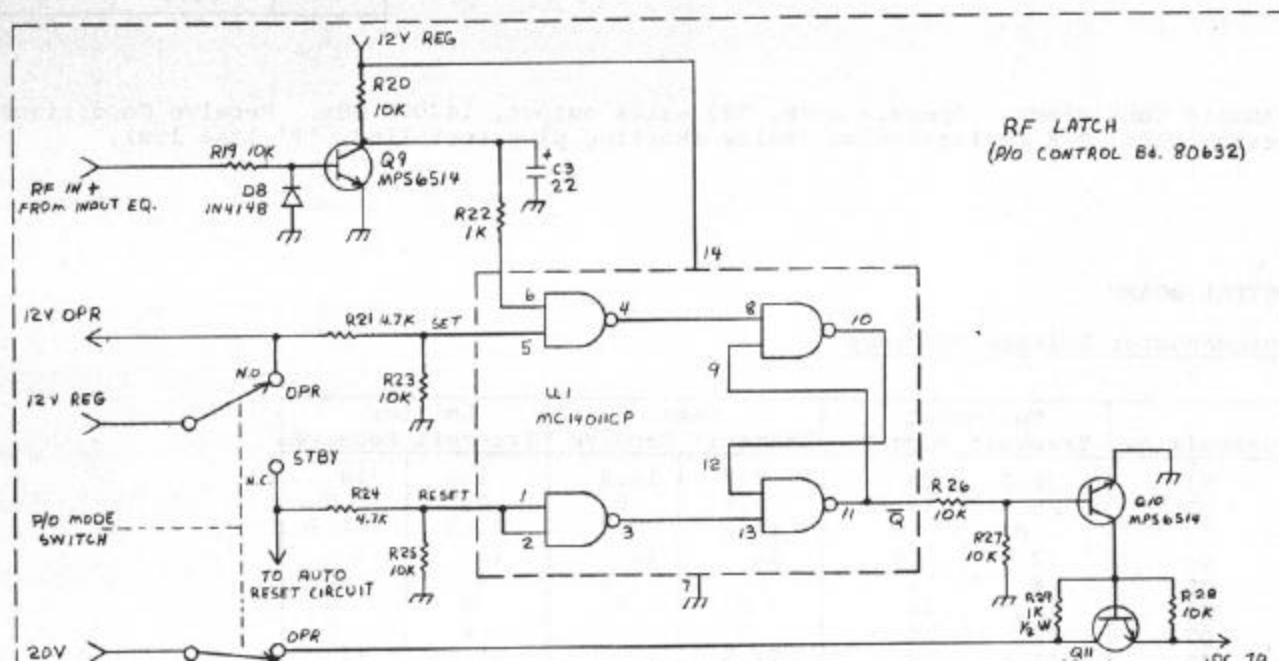 12V REG
R20
10K
RF LATCH
(P/O CONTROL Bd. 80632)
R19 10K
Q9
MPS6514
C3
22
RF IN +
FROM INPUT EQ.
D8
1N4148
R22
1K
14
12V OPR
R21 4.7K SET
6
5
4
8
10
9
N.O
OPR
R23
10K
U1
MC14011CP
12V REG
STBY
N.C.
12
R24
4.7K
RESET
1
2
3
13
11
Q
R26
10K
Q10
MPS6514
P/O MODE
SWITCH
R25
10K
R27
10K
TO AUTO
RESET CIRCUIT
7
R29
1K
1/2 W
R28
10K
20V
OPR
Q11